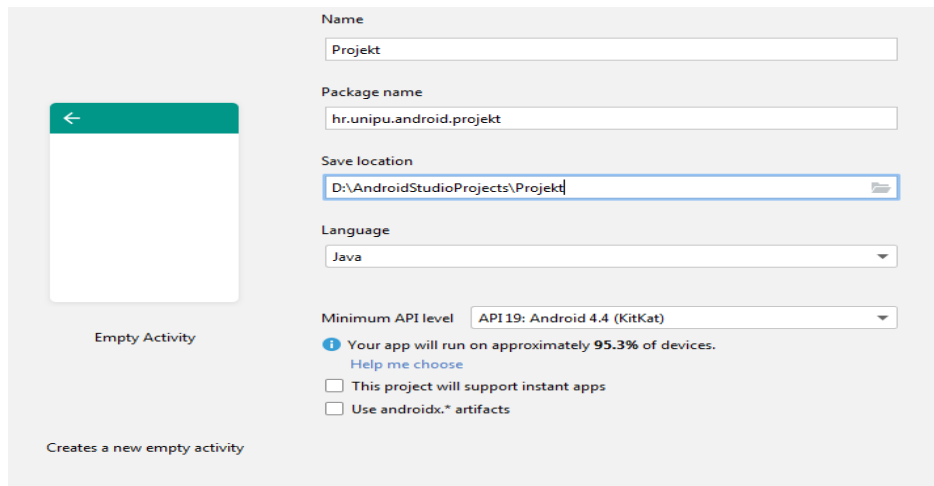 Name
Projekt
Package name
hr.unipu.android.projekt
Save location
D:\AndroidStudioProjects\Projekt
Language
Java
Minimum API level API 19: Android 4.4 (KitKat)
Your app will run on approximately 95.3% of devices.
Help me choose
This project will support instant apps
Use androidx.* artifacts
Empty Activity
Creates a new empty activity